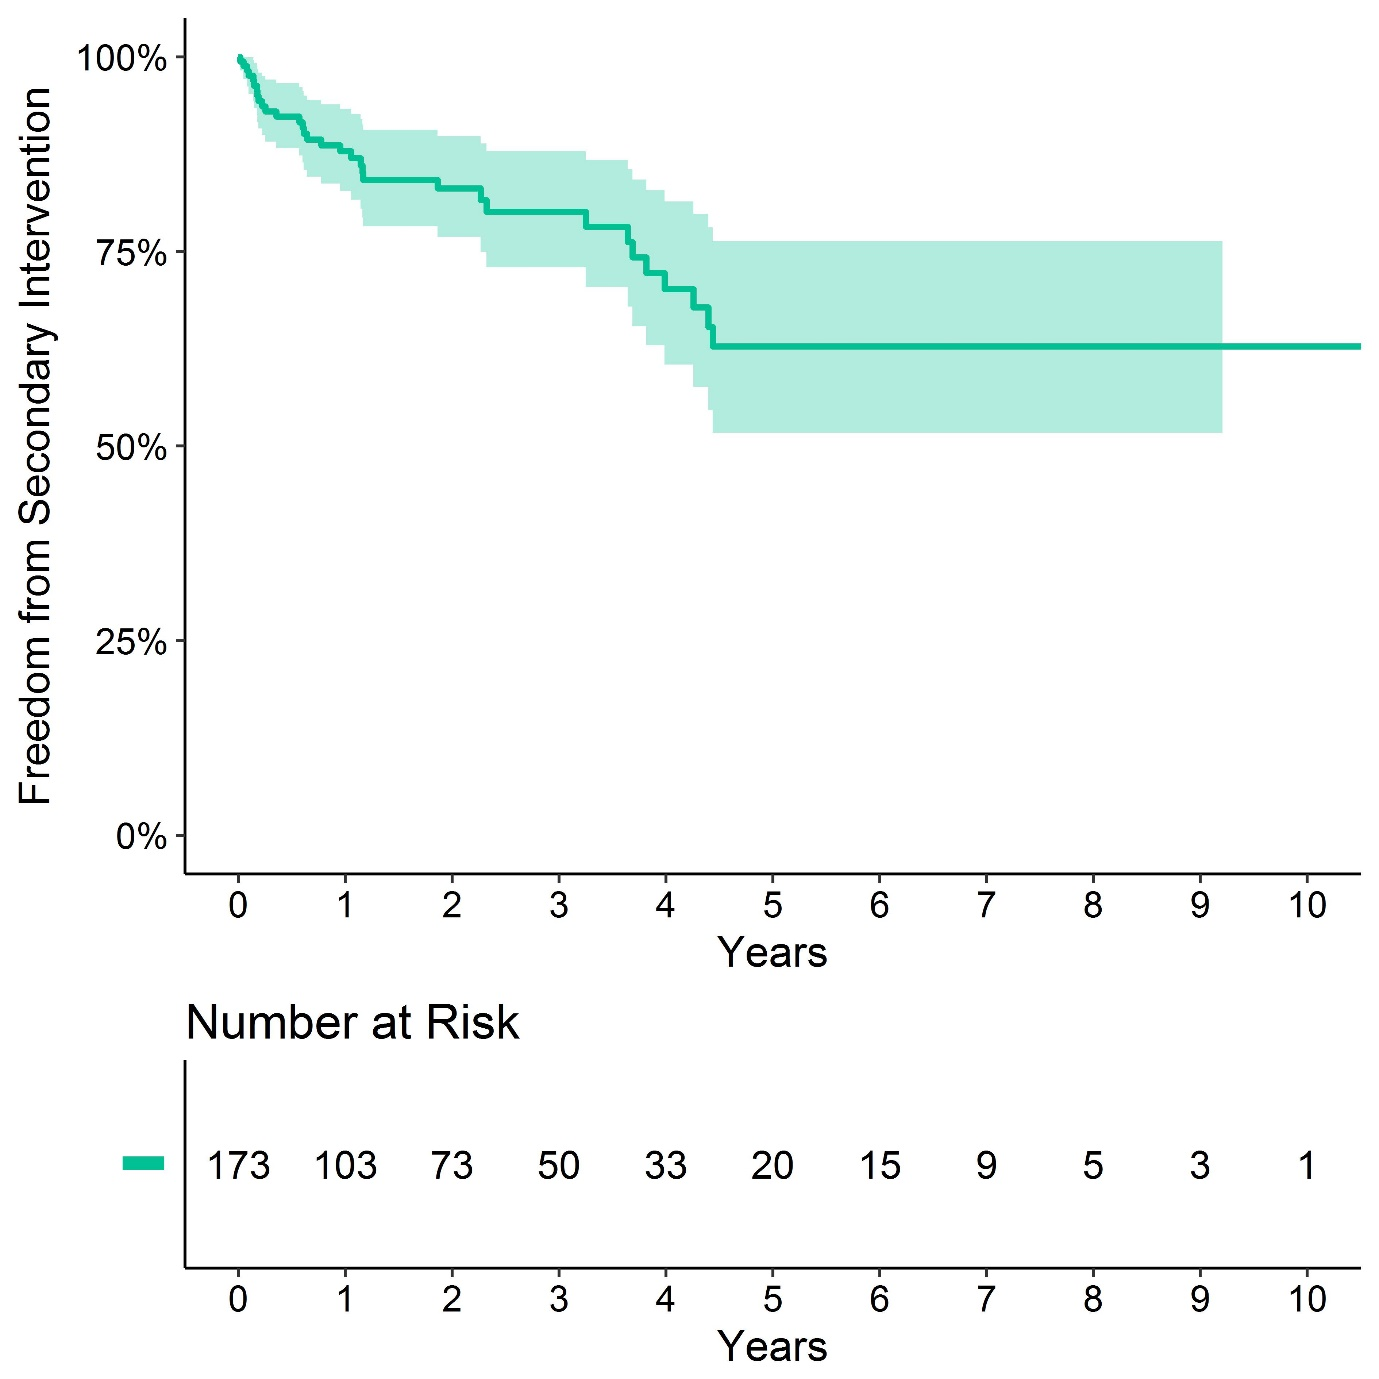 Freedom from Secondary Intervention
100%
75%
50%
25%
0%
0 1 2 3 4 5 6 7 8 9 10
Years
Number at Risk
173 103 73 50 33 20 15 9 5 3 1
0 1 2 3 4 5 6 7 8 9 10
Years